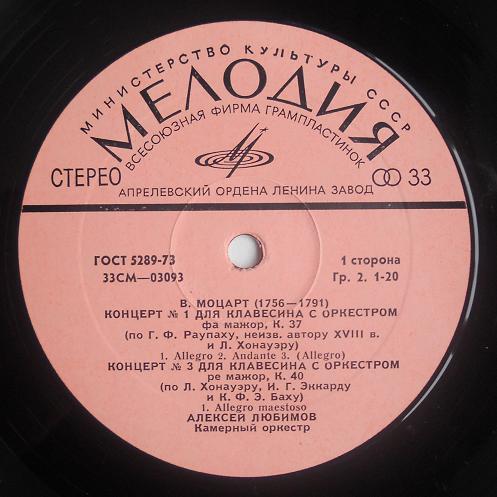 МИНИСТЕРСТВО КУЛЬТУРЫ СССР
МЕЛОДИЯ
ВСЕСОЮЗНАЯ ФИРМА ГРАМПЛАСТИНОК
СТЕРЕО 33
АПРЕЛЕВСКИЙ ОРДЕНА ЛЕНИНА ЗАВОД
ГОСТ 5289-73 1 сторона
33СМ—03093 Гр. 2. 1-20
В. МОЦАРТ (1756—1791)
КОНЦЕРТ № 1 ДЛЯ КЛАВЕСИНА С ОРКЕСТРОМ
фа мажор, К. 37
(по Г. Ф. Раупаху, неизв. автору XVIII в.
и Л. Хонауэру)
1. Allegro 2. Andante 3. (Allegro)
КОНЦЕРТ № 3 ДЛЯ КЛАВЕСИНА С ОРКЕСТРОМ
ре мажор, К. 40
(по Л. Хонауэру, И. Г. Эккарду
и К. Ф. Э. Баху)
1. Allegro maestoso
АЛЕКСЕЙ ЛЮБИМОВ
Камерный оркестр